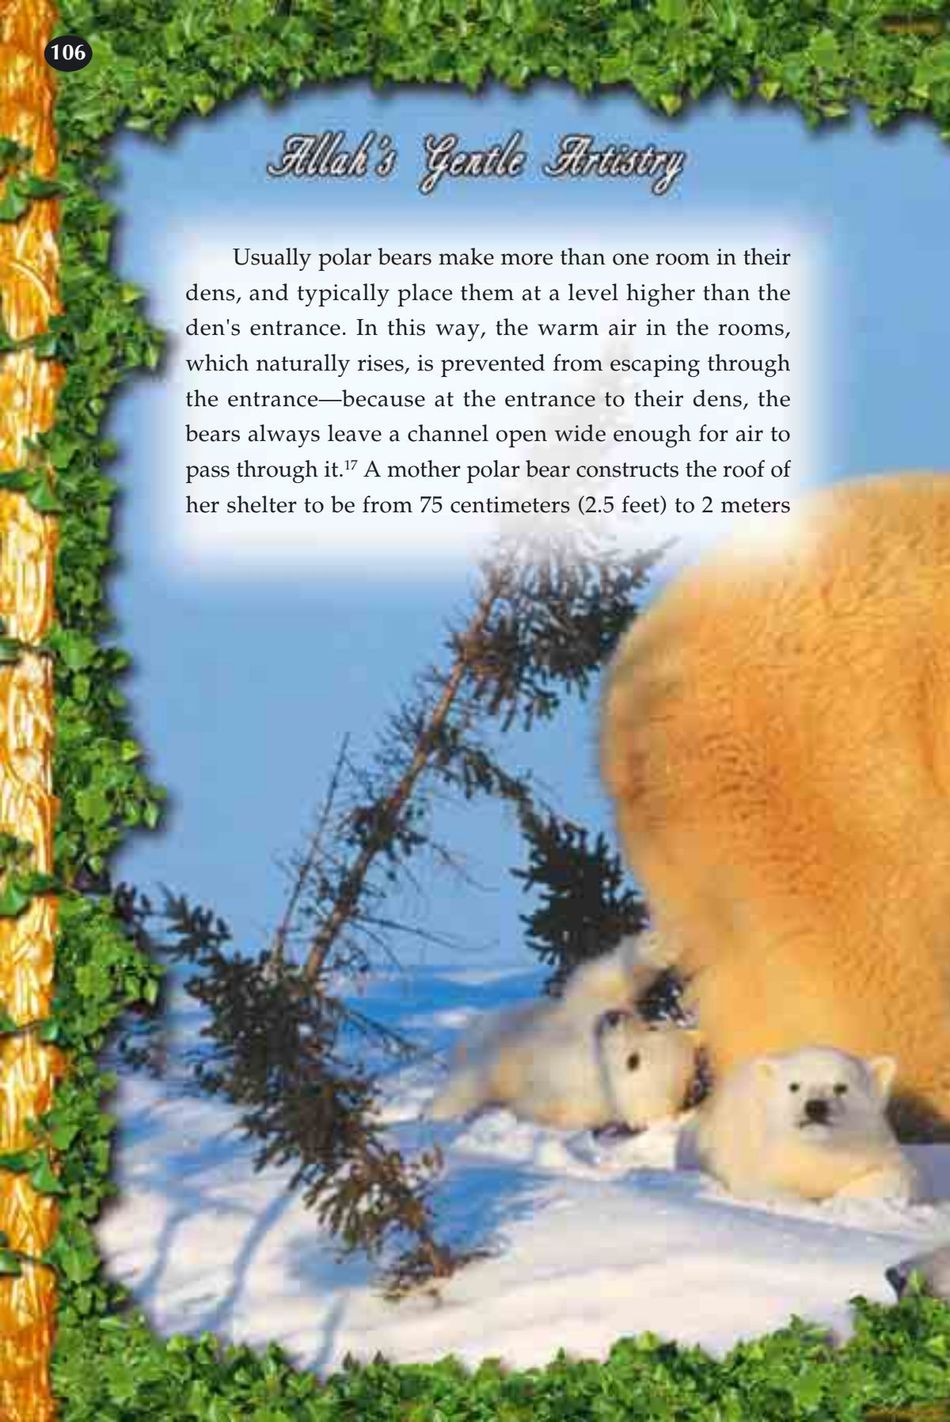 106
Allah's Gentle Artistry
Usually polar bears make more than one room in their
dens, and typically place them at a level higher than the
den's entrance. In this way, the warm air in the rooms,
which naturally rises, is prevented from escaping through
the entrance—because at the entrance to their dens, the
bears always leave a channel open wide enough for air to
pass through it.17 A mother polar bear constructs the roof of
her shelter to be from 75 centimeters (2.5 feet) to 2 meters